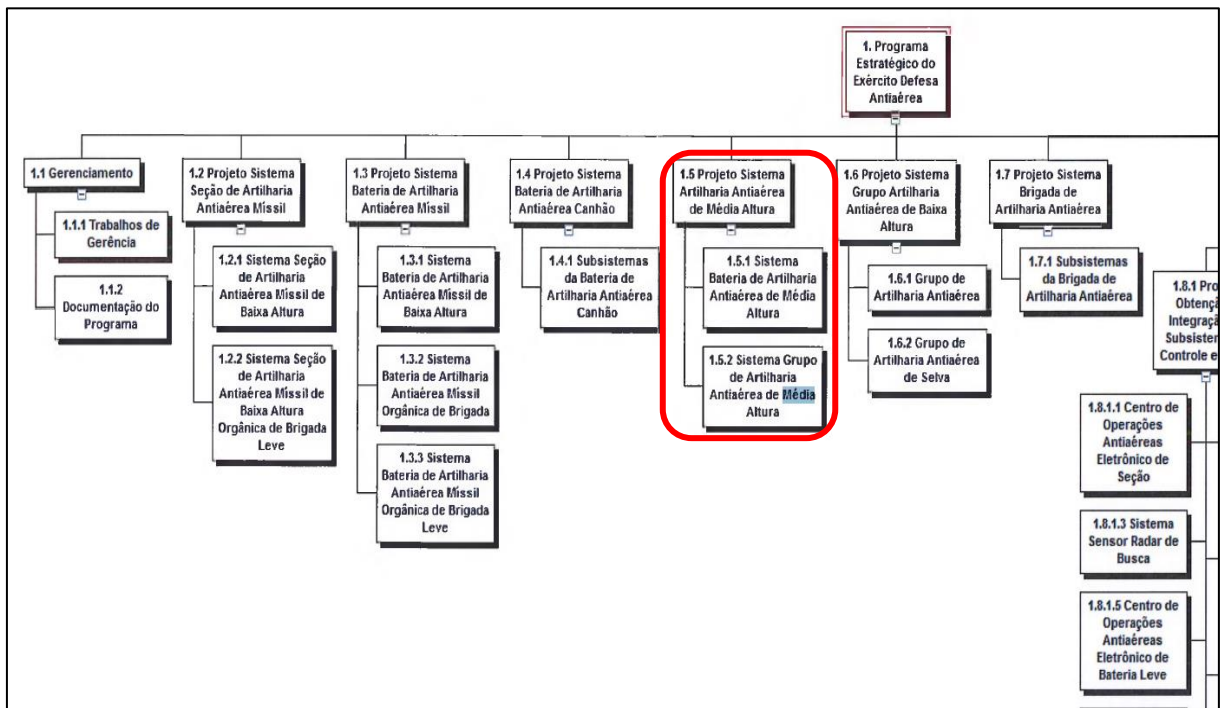 1. Programa
Estratégico do
Exército Defesa
Antiaérea
1.1 Gerenciamento
1.1.1 Trabalhos de
Gerência
1.1.2
Documentação do
Programa
1.2 Projeto Sistema
Seção de Artilharia
Antiaérea Míssil
1.2.1 Sistema Seção
de Artilharia
Antiaérea Míssil de
Baixa Altura
1.2.2 Sistema Seção
de Artilharia
Antiaérea Míssil de
Baixa Altura
Orgânica de Brigada
Leve
1.3 Projeto Sistema
Bateria de Artilharia
Antiaérea Míssil
1.3.1 Sistema
Bateria de Artilharia
Antiaérea Míssil de
Baixa Altura
1.3.2 Sistema
Bateria de Artilharia
Antiaérea Míssil
Orgânica de Brigada
1.3.3 Sistema
Bateria de Artilharia
Antiaérea Míssil
Orgânica de Brigada
Leve
1.4 Projeto Sistema
Bateria de Artilharia
Antiaérea Canhão
1.4.1 Subsistemas
da Bateria de
Artilharia Antiaérea
Canhão
1.5 Projeto Sistema
Artilharia Antiaérea
de Média Altura
1.5.1 Sistema
Bateria de Artilharia
Antiaérea de Média
Altura
1.5.2 Sistema Grupo
de Artilharia
Antiaérea de Média
Altura
1.6 Projeto Sistema
Grupo Artilharia
Antiaérea de Baixa
Altura
1.6.1 Grupo de
Artilharia Antiaérea
1.6.2 Grupo de
Artilharia Antiaérea
de Selva
1.7 Projeto Sistema
Brigada de
Artilharia Antiaérea
1.7.1 Subsistemas
da Brigada de
Artilharia Antiaérea
1.8.1 Pro
Obtençã
Integraçã
Subsister
Controle e
1.8.1.1 Centro de
Operações
Antiaéreas
Eletrônico de
Seção
1.8.1.3 Sistema
Sensor Radar de
Busca
1.8.1.5 Centro de
Operações
Antiaéreas
Eletrônico de
Bateria Leve